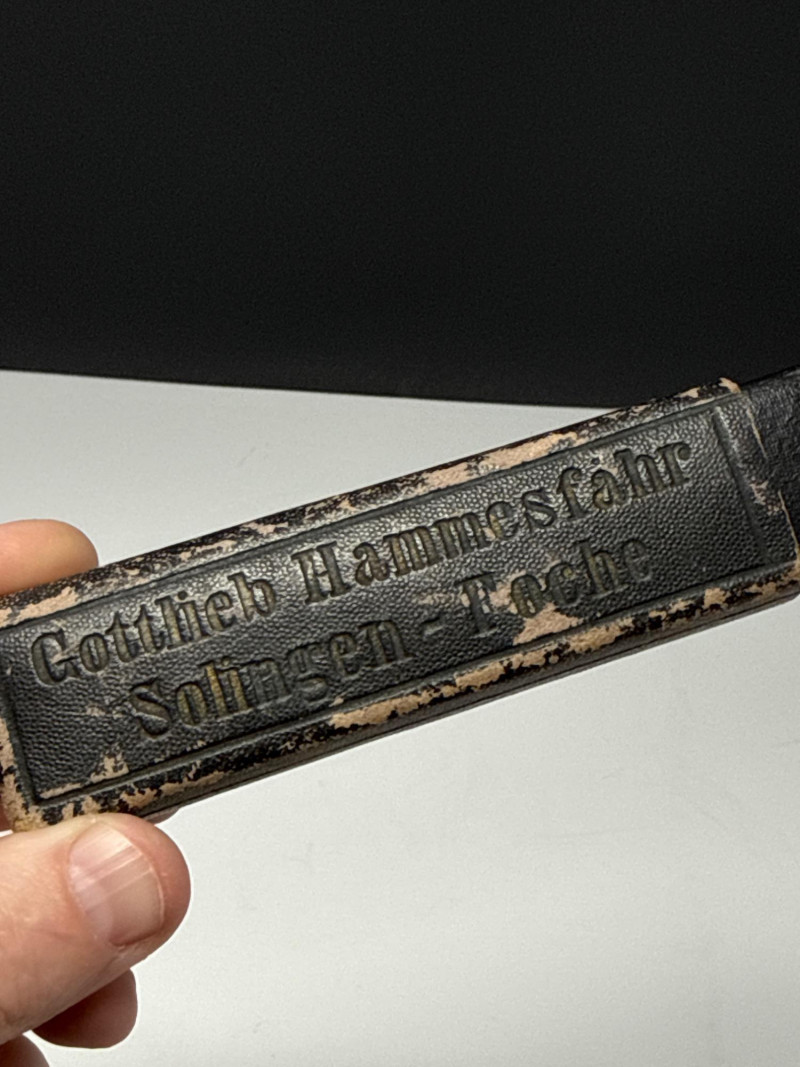 Gottlieb Hammesfahr
Solingen - Foche